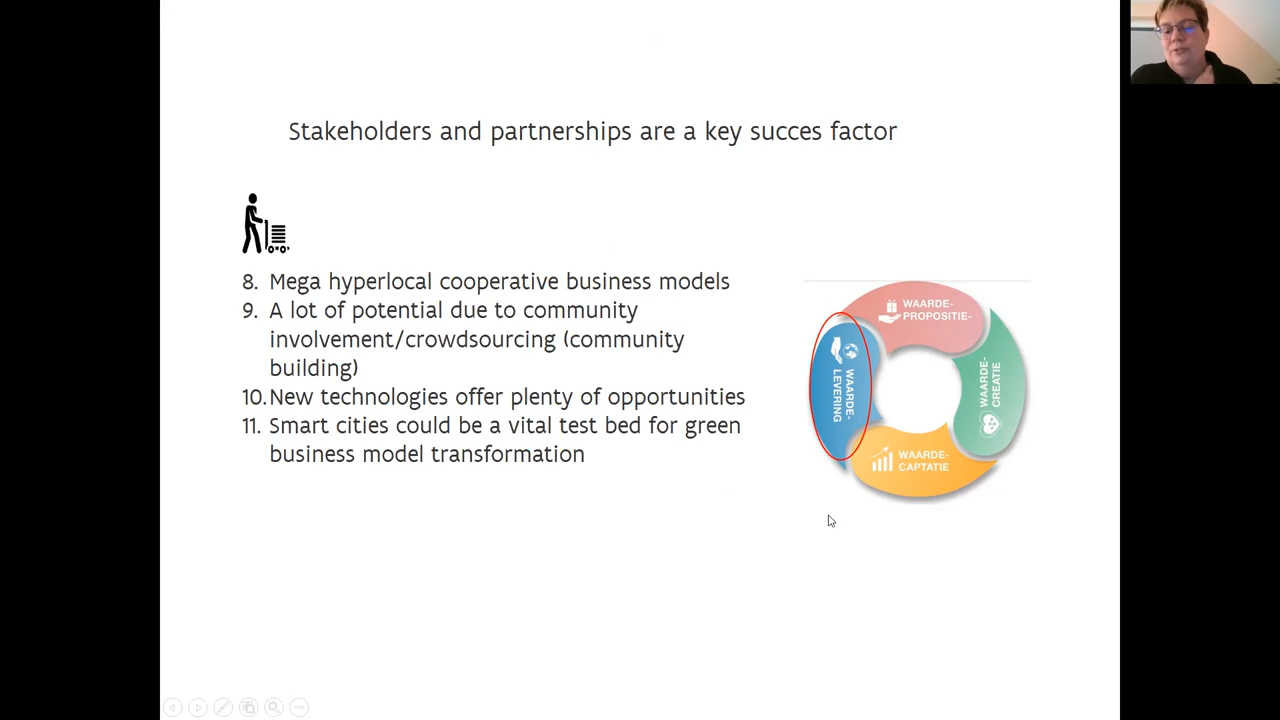 Stakeholders and partnerships are a key succes factor
8. Mega hyperlocal cooperative business models
9. A lot of potential due to community
involvement/crowdsourcing (community
building)
10. New technologies offer plenty of opportunities
11. Smart cities could be a vital test bed for green
business model transformation
WAARDE-
PROPOSITIE-
WAARDE-
CREATIE
WAARDE-
CAPTATIE
WAARDE-
LEVERING